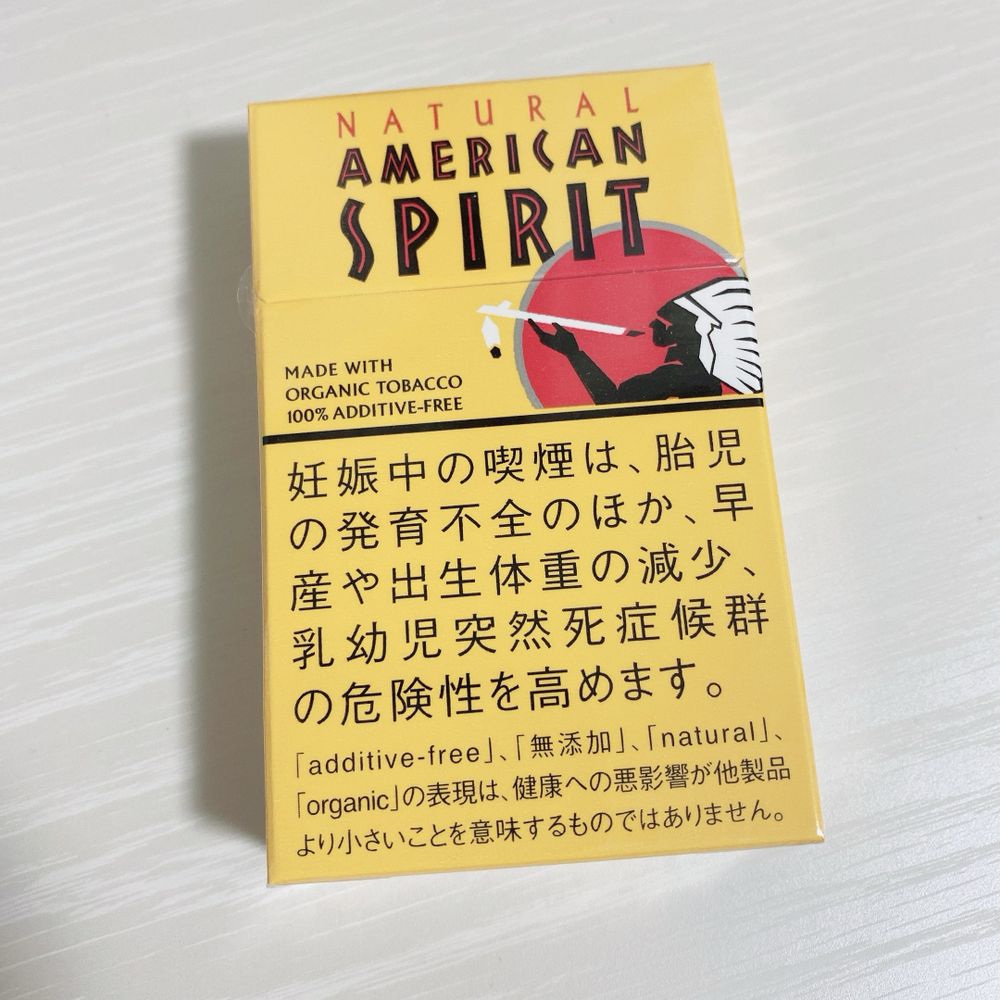 NATURAL
AMERICAN
SPIRIT
MADE WITH
ORGANIC TOBACCO
100% ADDITIVE-FREE
妊娠中の喫煙は、胎児
の発育不全のほか、早
産や出生体重の減少、
乳幼児突然死症候群
の危険性を高めます。
「additive-free」、「無添加」、「natural」、
「organic」の表現は、健康への悪影響が他製品
より小さいことを意味するものではありません。